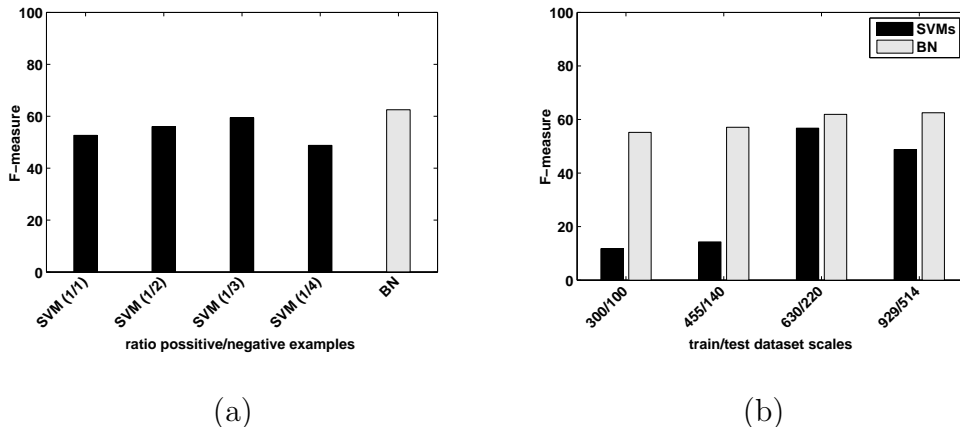 100
80
60
40
20
0
F-measure
SVM (1/1)
SVM (1/2)
SVM (1/3)
SVM (1/4)
BN
ratio possitive/negative examples
(a)
100
80
60
40
20
0
F-measure
SVMs
BN
300/100
455/140
630/220
929/514
train/test dataset scales
(b)